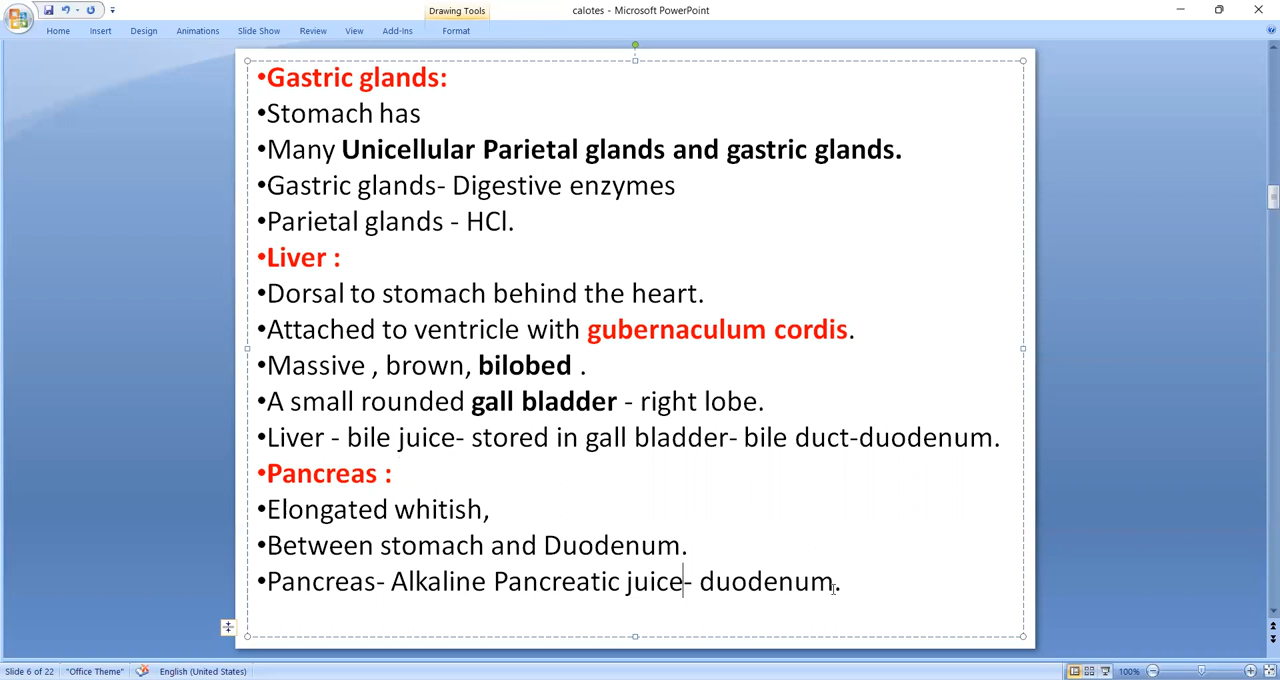 Drawing Tools
calotes - Microsoft PowerPoint
Home Insert Design Animations Slide Show Review View Add-Ins Format
•Gastric glands:
•Stomach has
•Many Unicellular Parietal glands and gastric glands.
•Gastric glands- Digestive enzymes
•Parietal glands - HCl.
•Liver :
•Dorsal to stomach behind the heart.
•Attached to ventricle with gubernaculum cordis.
•Massive , brown, bilobed .
•A small rounded gall bladder - right lobe.
•Liver - bile juice- stored in gall bladder- bile duct-duodenum.
•Pancreas :
•Elongated whitish,
•Between stomach and Duodenum.
•Pancreas- Alkaline Pancreatic juice- duodenum.
Slide 6 of 22 "Office Theme" English (United States) 100%